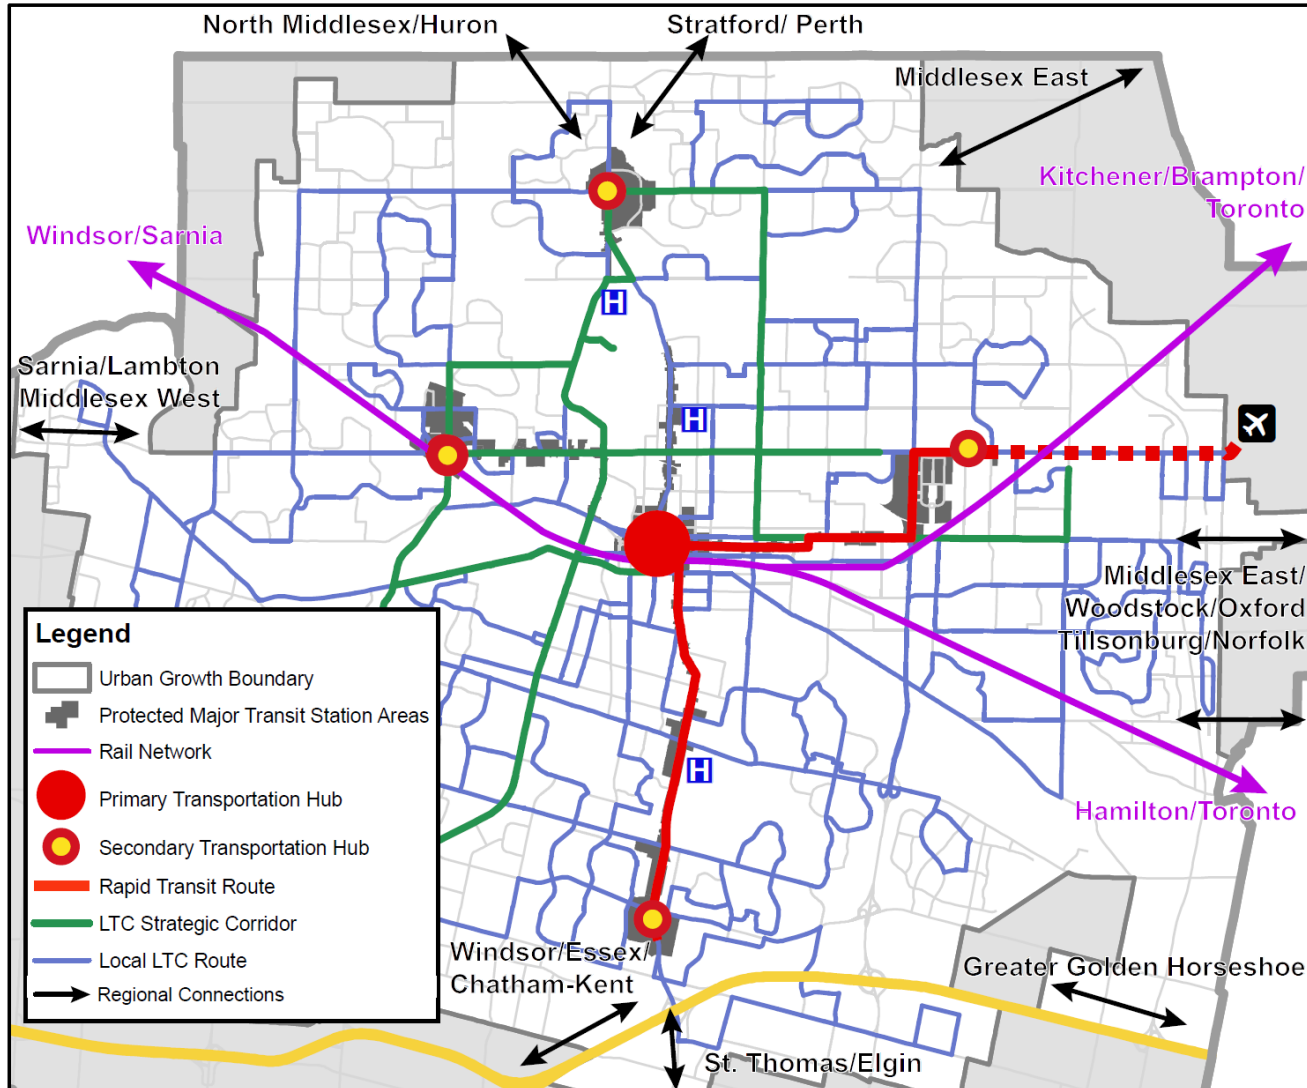 North Middlesex/Huron
Stratford/ Perth
Middlesex East
Kitchener/Brampton/
Toronto
Windsor/Sarnia
H
Sarnia/Lambton
Middlesex West
H
Middlesex East/
Woodstock/Oxford
Tillsonburg/Norfolk
Legend
Urban Growth Boundary
Protected Major Transit Station Areas
Rail Network
Primary Transportation Hub
Secondary Transportation Hub
Rapid Transit Route
LTC Strategic Corridor
Local LTC Route
Regional Connections
H
Hamilton/Toronto
Windsor/Essex/
Chatham-Kent
Greater Golden Horseshoe
St. Thomas/Elgin